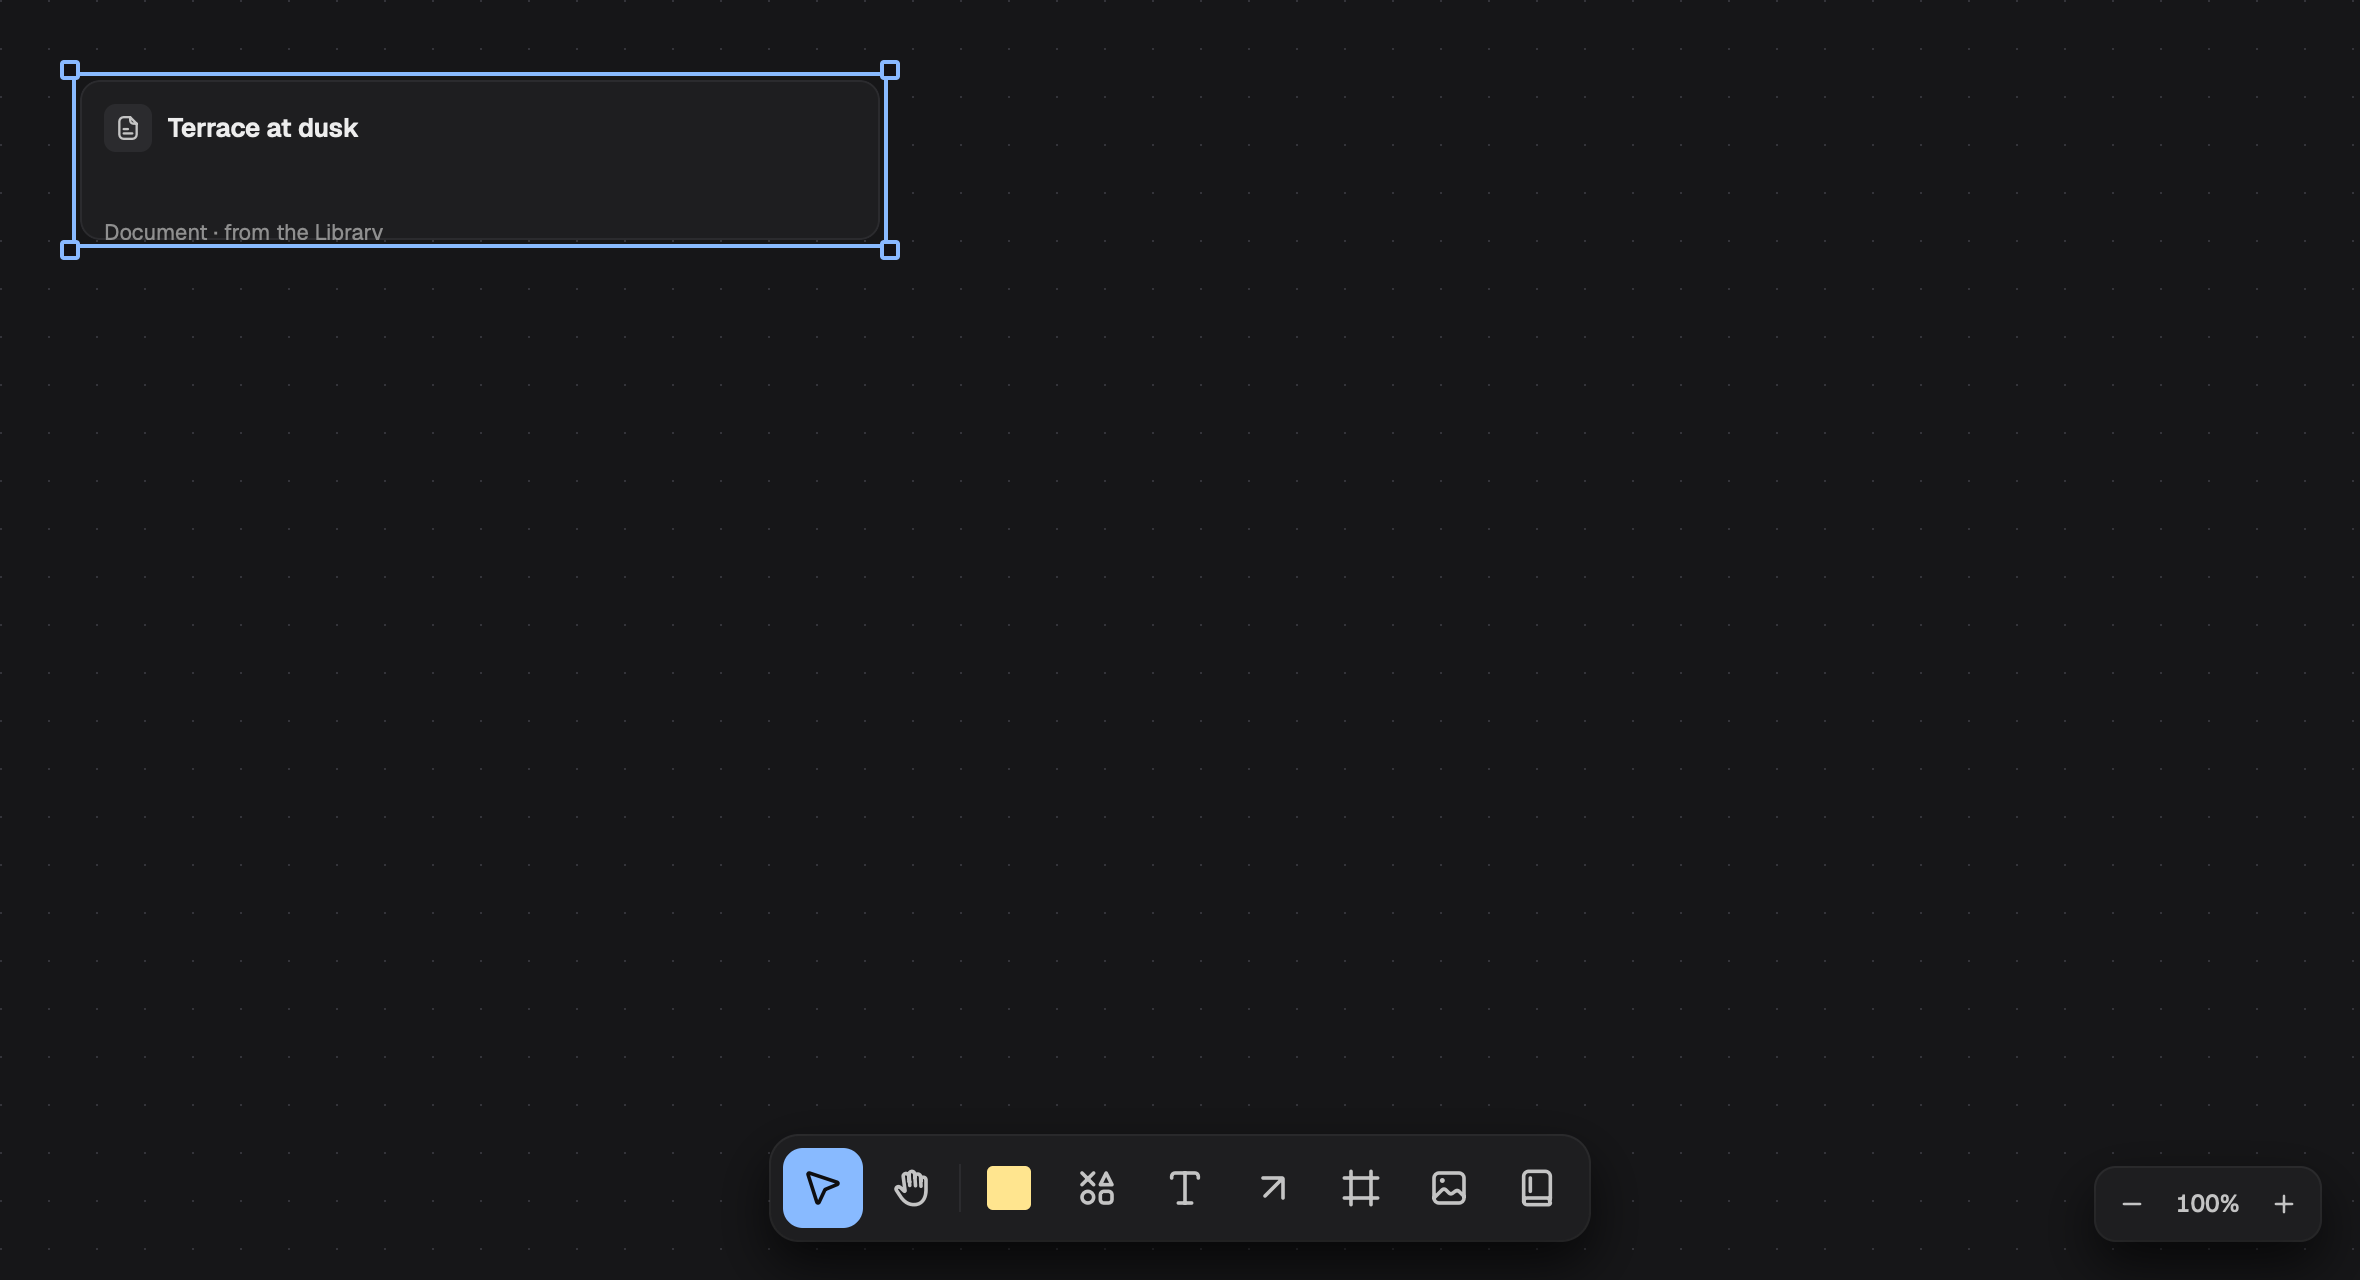 Terrace at dusk
Document · from the Library
100%